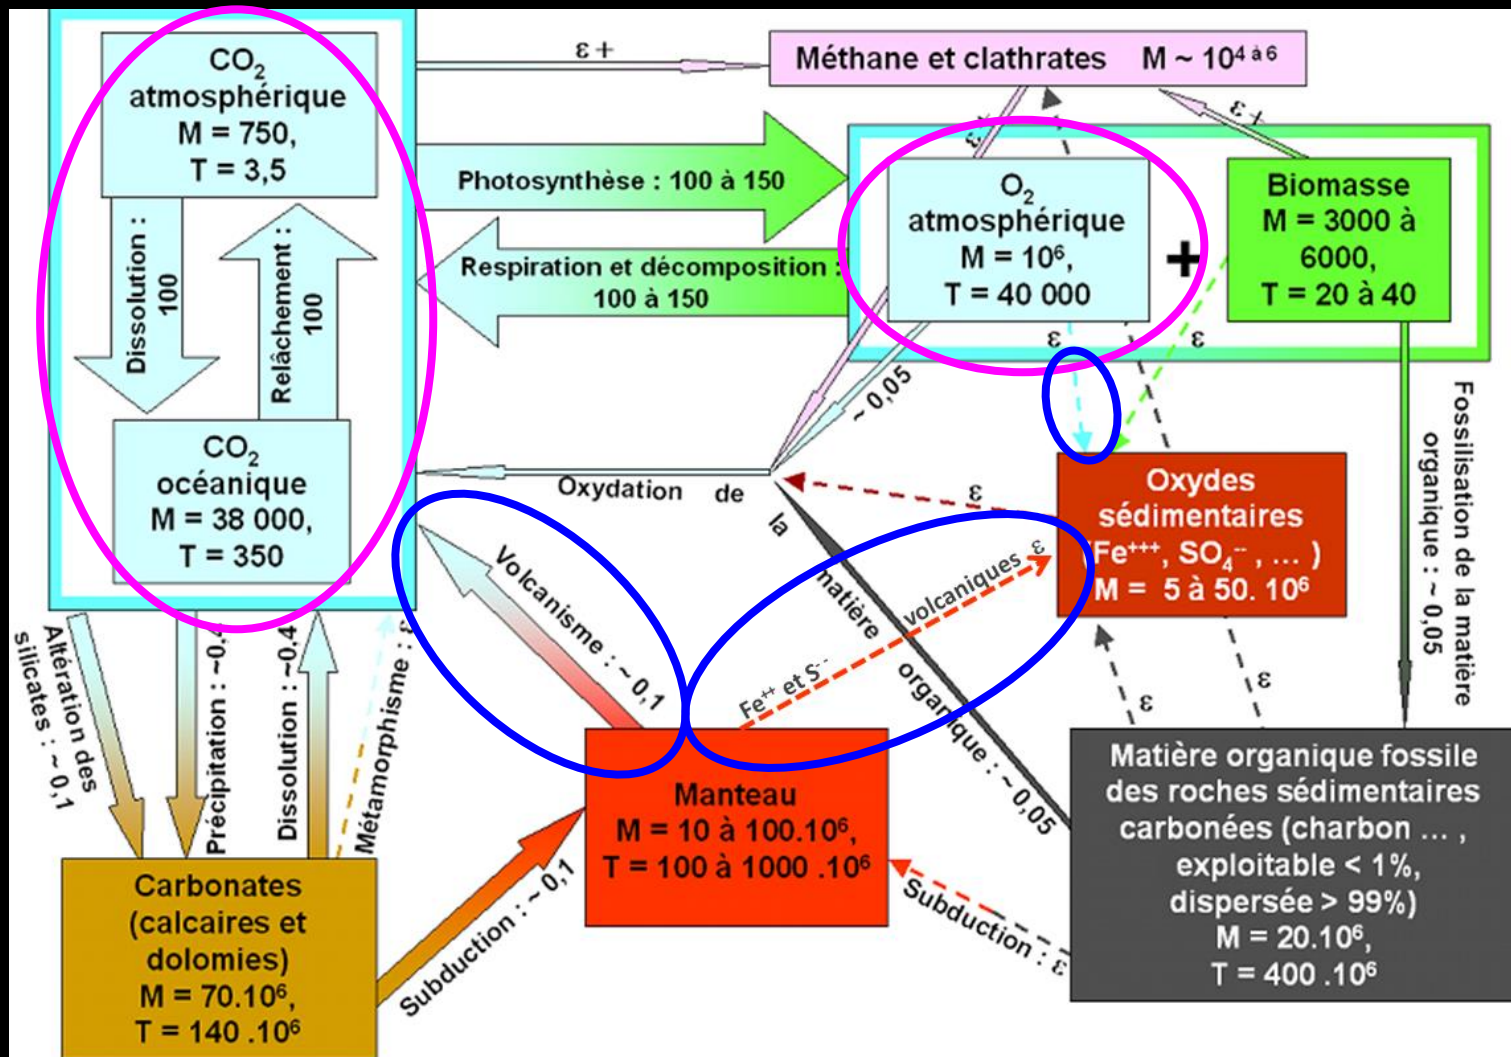 CO2
atmosphérique
M = 750,
T = 3,5
Dissolution :
100
Relâchement :
100
CO2
océanique
M = 38 000,
T = 350
ε +
Méthane et clathrates M ~ 10⁴ à ⁶
ε+
ε+
Photosynthèse : 100 à 150
Respiration et décomposition :
100 à 150
O2
atmosphérique
M = 10⁶,
T = 40 000
+
Biomasse
M = 3000 à
6000,
T = 20 à 40
ε
ε
~ 0,05
Fossilisation de la matière
organique : ~ 0,05
Oxydation de
la
matière
organique : ~ 0,05
ε
Oxydes
sédimentaires
(Fe⁺⁺⁺, SO₄⁻⁻, … )
M = 5 à 50. 10⁶
Volcanisme : ~ 0,1
Fe⁺⁺ et S⁻⁻
volcaniques ε
ε
ε
Altération des
silicates : ~ 0,1
Précipitation : ~0,4
Dissolution : ~0,4
Métamorphisme : ε
Manteau
M = 10 à 100.10⁶,
T = 100 à 1000 .10⁶
Matière organique fossile
des roches sédimentaires
carbonées (charbon … ,
exploitable < 1%,
dispersée > 99%)
M = 20.10⁶,
T = 400 .10⁶
Carbonates
(calcaires et
dolomies)
M = 70.10⁶,
T = 140 .10⁶
Subduction : ~ 0,1
Subduction : ε